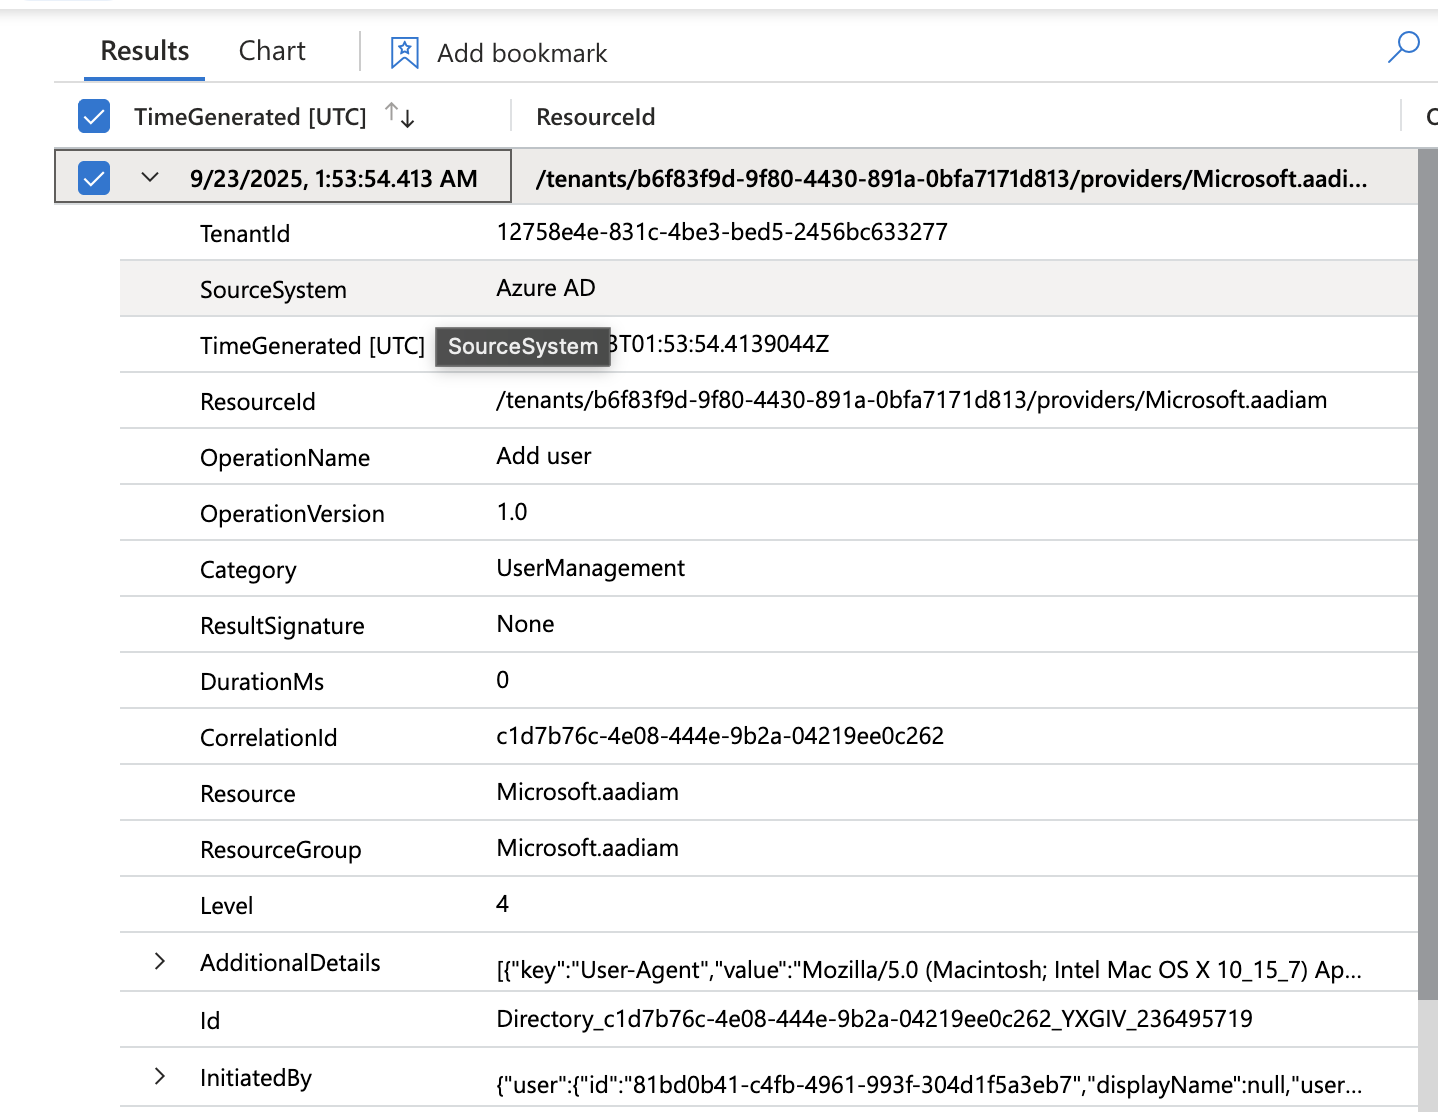 Results Chart Add bookmark
TimeGenerated [UTC] ResourceId
9/23/2025, 1:53:54.413 AM /tenants/b6f83f9d-9f80-4430-891a-0bfa7171d813/providers/Microsoft.aadi...
TenantId 12758e4e-831c-4be3-bed5-2456bc633277
SourceSystem Azure AD
TimeGenerated [UTC] SourceSystem T01:53:54.4139044Z
ResourceId /tenants/b6f83f9d-9f80-4430-891a-0bfa7171d813/providers/Microsoft.aadiam
OperationName Add user
OperationVersion 1.0
Category UserManagement
ResultSignature None
DurationMs 0
CorrelationId c1d7b76c-4e08-444e-9b2a-04219ee0c262
Resource Microsoft.aadiam
ResourceGroup Microsoft.aadiam
Level 4
AdditionalDetails [{"key":"User-Agent","value":"Mozilla/5.0 (Macintosh; Intel Mac OS X 10_15_7) Ap...
Id Directory_c1d7b76c-4e08-444e-9b2a-04219ee0c262_YXGIV_236495719
InitiatedBy {"user":{"id":"81bd0b41-c4fb-4961-993f-304d1f5a3eb7","displayName":null,"user...